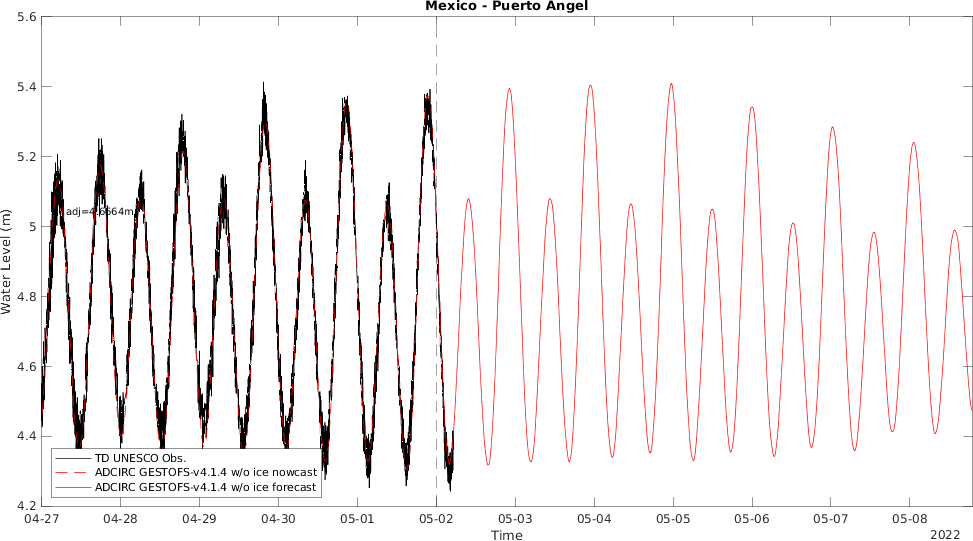 Mexico - Puerto Angel
5.6
5.4
5.2
5
4.8
4.6
4.4
4.2
Water Level (m)
adj=4.6664m
TD UNESCO Obs.
ADCIRC GESTOFS-v4.1.4 w/o ice nowcast
ADCIRC GESTOFS-v4.1.4 w/o ice forecast
04-27 04-28 04-29 04-30 05-01 05-02 05-03 05-04 05-05 05-06 05-07 05-08
Time
2022